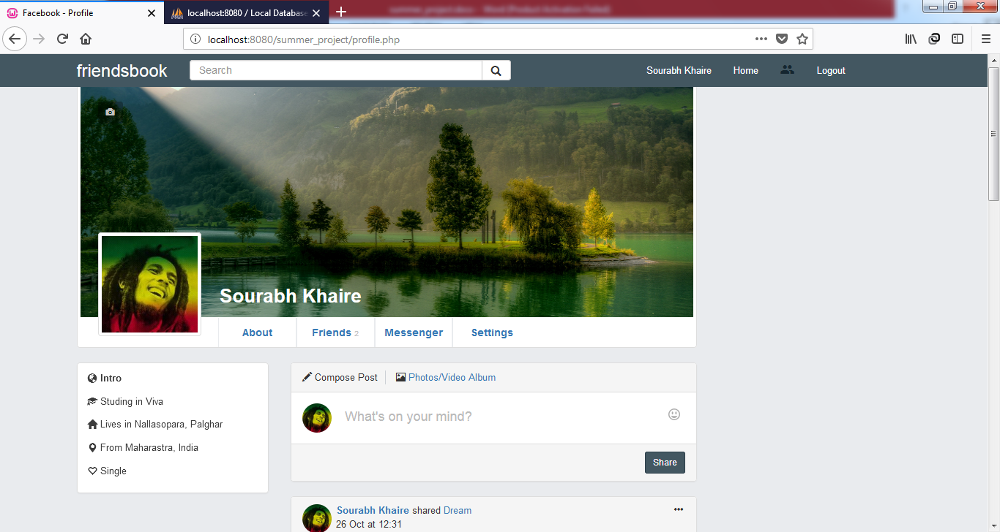 Facebook - Profile
localhost:8080 / Local Database
summer_project.docx - Word (Product Activation Failed)
localhost:8080/summer_project/profile.php
friendsbook
Search
Sourabh Khaire
Home
Logout
Sourabh Khaire
About
Friends 2
Messenger
Settings
Intro
Studing in Viva
Lives in Nallasopara, Palghar
From Maharastra, India
Single
Compose Post
Photos/Video Album
What's on your mind?
Share
Sourabh Khaire shared Dream
26 Oct at 12:31